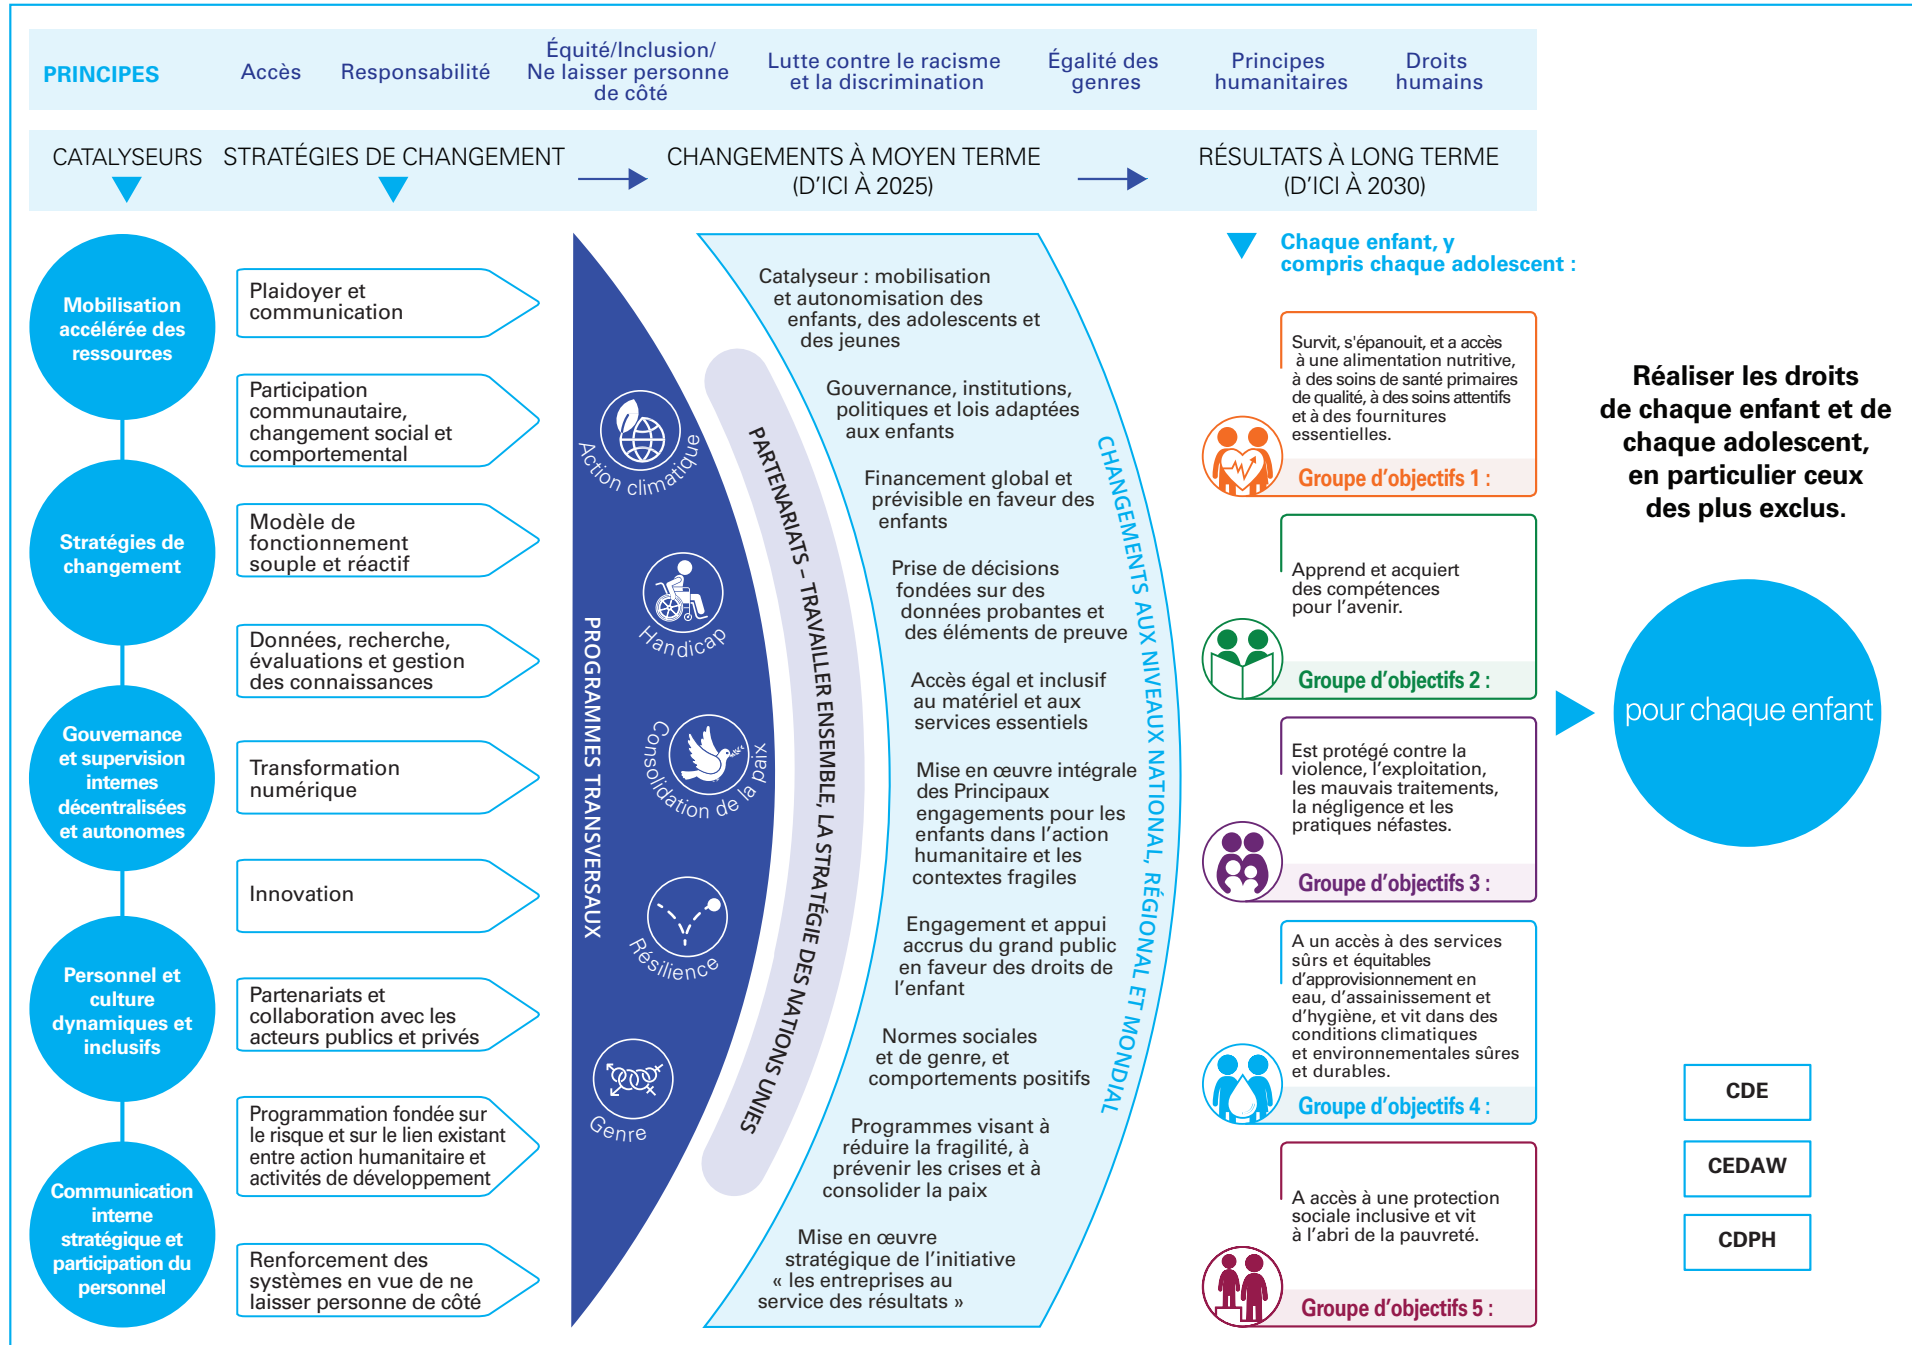 PRINCIPES
Accès
Responsabilité
Équité/Inclusion/
Ne laisser personne
de côté
Lutte contre le racisme
et la discrimination
Égalité des
genres
Principes
humanitaires
Droits
humains
CATALYSEURS
STRATÉGIES DE CHANGEMENT
CHANGEMENTS À MOYEN TERME
(D'ICI À 2025)
RÉSULTATS À LONG TERME
(D'ICI À 2030)
Mobilisation
accélérée des
ressources
Stratégies de
changement
Gouvernance
et supervision
internes
décentralisées
et autonomes
Personnel et
culture
dynamiques et
inclusifs
Communication
interne
stratégique et
participation du
personnel
Plaidoyer et
communication
Participation
communautaire,
changement social et
comportemental
Modèle de
fonctionnement
souple et réactif
Données, recherche,
évaluations et gestion
des connaissances
Transformation
numérique
Innovation
Partenariats et
collaboration avec les
acteurs publics et privés
Programmation fondée sur
le risque et sur le lien existant
entre action humanitaire et
activités de développement
Renforcement des
systèmes en vue de ne
laisser personne de côté
PROGRAMMES TRANSVERSAUX
Action climatique
Handicap
Consolidation de la paix
Résilience
Genre
PARTENARIATS – TRAVAILLER ENSEMBLE, LA STRATÉGIE DES NATIONS UNIES
Catalyseur : mobilisation
et autonomisation des
enfants, des adolescents et
des jeunes
Gouvernance, institutions,
politiques et lois adaptées
aux enfants
Financement global et
prévisible en faveur des
enfants
Prise de décisions
fondées sur des
données probantes et
des éléments de preuve
Accès égal et inclusif
au matériel et aux
services essentiels
Mise en œuvre intégrale
des Principaux
engagements pour les
enfants dans l'action
humanitaire et les
contextes fragiles
Engagement et appui
accrus du grand public
en faveur des droits de
l'enfant
Normes sociales
et de genre, et
comportements positifs
Programmes visant à
réduire la fragilité, à
prévenir les crises et à
consolider la paix
Mise en œuvre
stratégique de l'initiative
« les entreprises au
service des résultats »
CHANGEMENTS AUX NIVEAUX NATIONAL, RÉGIONAL ET MONDIAL
Chaque enfant, y
compris chaque adolescent :
Survit, s'épanouit, et a accès
à une alimentation nutritive,
à des soins de santé primaires
de qualité, à des soins attentifs
et à des fournitures
essentielles.
Groupe d'objectifs 1 :
Apprend et acquiert
des compétences
pour l'avenir.
Groupe d'objectifs 2 :
Est protégé contre la
violence, l'exploitation,
les mauvais traitements,
la négligence et les
pratiques néfastes.
Groupe d'objectifs 3 :
A un accès à des services
sûrs et équitables
d'approvisionnement en
eau, d'assainissement et
d'hygiène, et vit dans des
conditions climatiques
et environnementales sûres
et durables.
Groupe d'objectifs 4 :
A accès à une protection
sociale inclusive et vit
à l'abri de la pauvreté.
Groupe d'objectifs 5 :
Réaliser les droits
de chaque enfant et de
chaque adolescent,
en particulier ceux
des plus exclus.
pour chaque enfant
CDE
CEDAW
CDPH